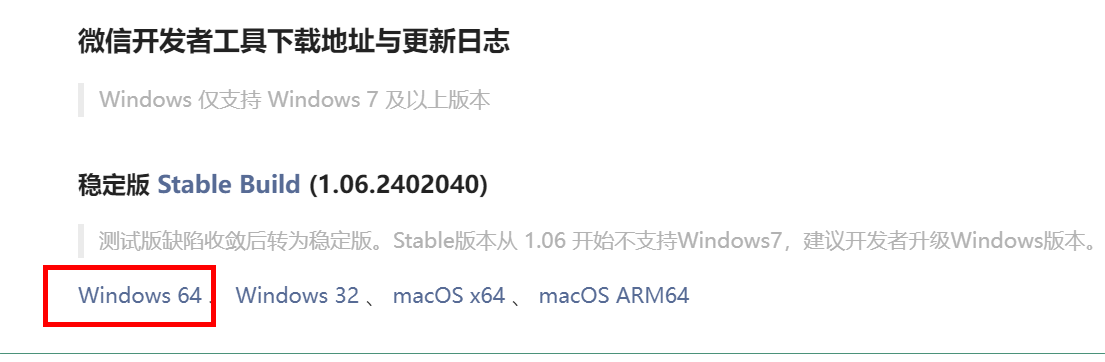 微信开发者工具下载地址与更新日志
Windows 仅支持 Windows 7 及以上版本
稳定版 Stable Build (1.06.2402040)
测试版缺陷收敛后转为稳定版。Stable版本从 1.06 开始不支持Windows7，建议开发者升级Windows版本。
Windows 64 、 Windows 32 、 macOS x64 、 macOS ARM64